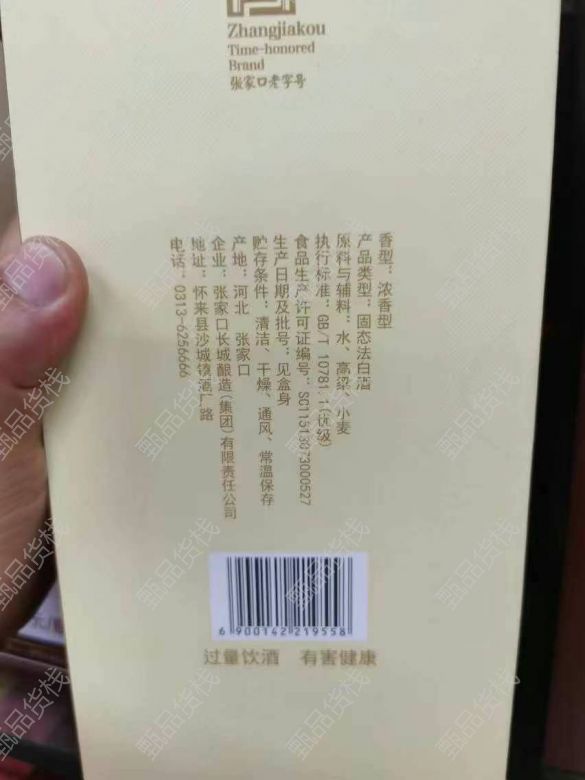 Zhangjiakou
Time-honored
Brand
张家口老字号
香型：浓香型
产品类型：固态法白酒
原料与辅料：水、高粱、小麦
执行标准：GB/T 10781.1(优级)
食品生产许可证编号：SC11513073000527
生产日期及批号：见盒身
贮存条件：清洁、干燥、通风、常温保存
产地：河北 张家口
企业：张家口长城酿造(集团)有限责任公司
地址：怀来县沙城镇酒厂路
电话：0313-6256666
6 900142 219558
过量饮酒 有害健康
甄品货栈